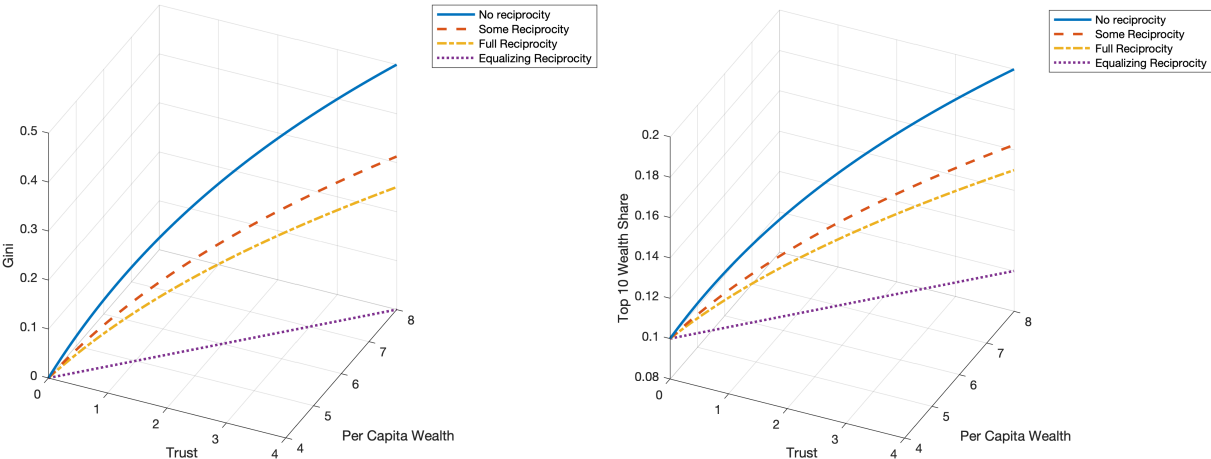 No reciprocity
Some Reciprocity
Full Reciprocity
Equalizing Reciprocity
0.5
0.4
0.3
0.2
0.1
0
Gini
0
1
2
3
4
Trust
4
5
6
7
8
Per Capita Wealth
No reciprocity
Some Reciprocity
Full Reciprocity
Equalizing Reciprocity
0.2
0.18
0.16
0.14
0.12
0.1
0.08
Top 10 Wealth Share
0
1
2
3
4
Trust
4
5
6
7
8
Per Capita Wealth